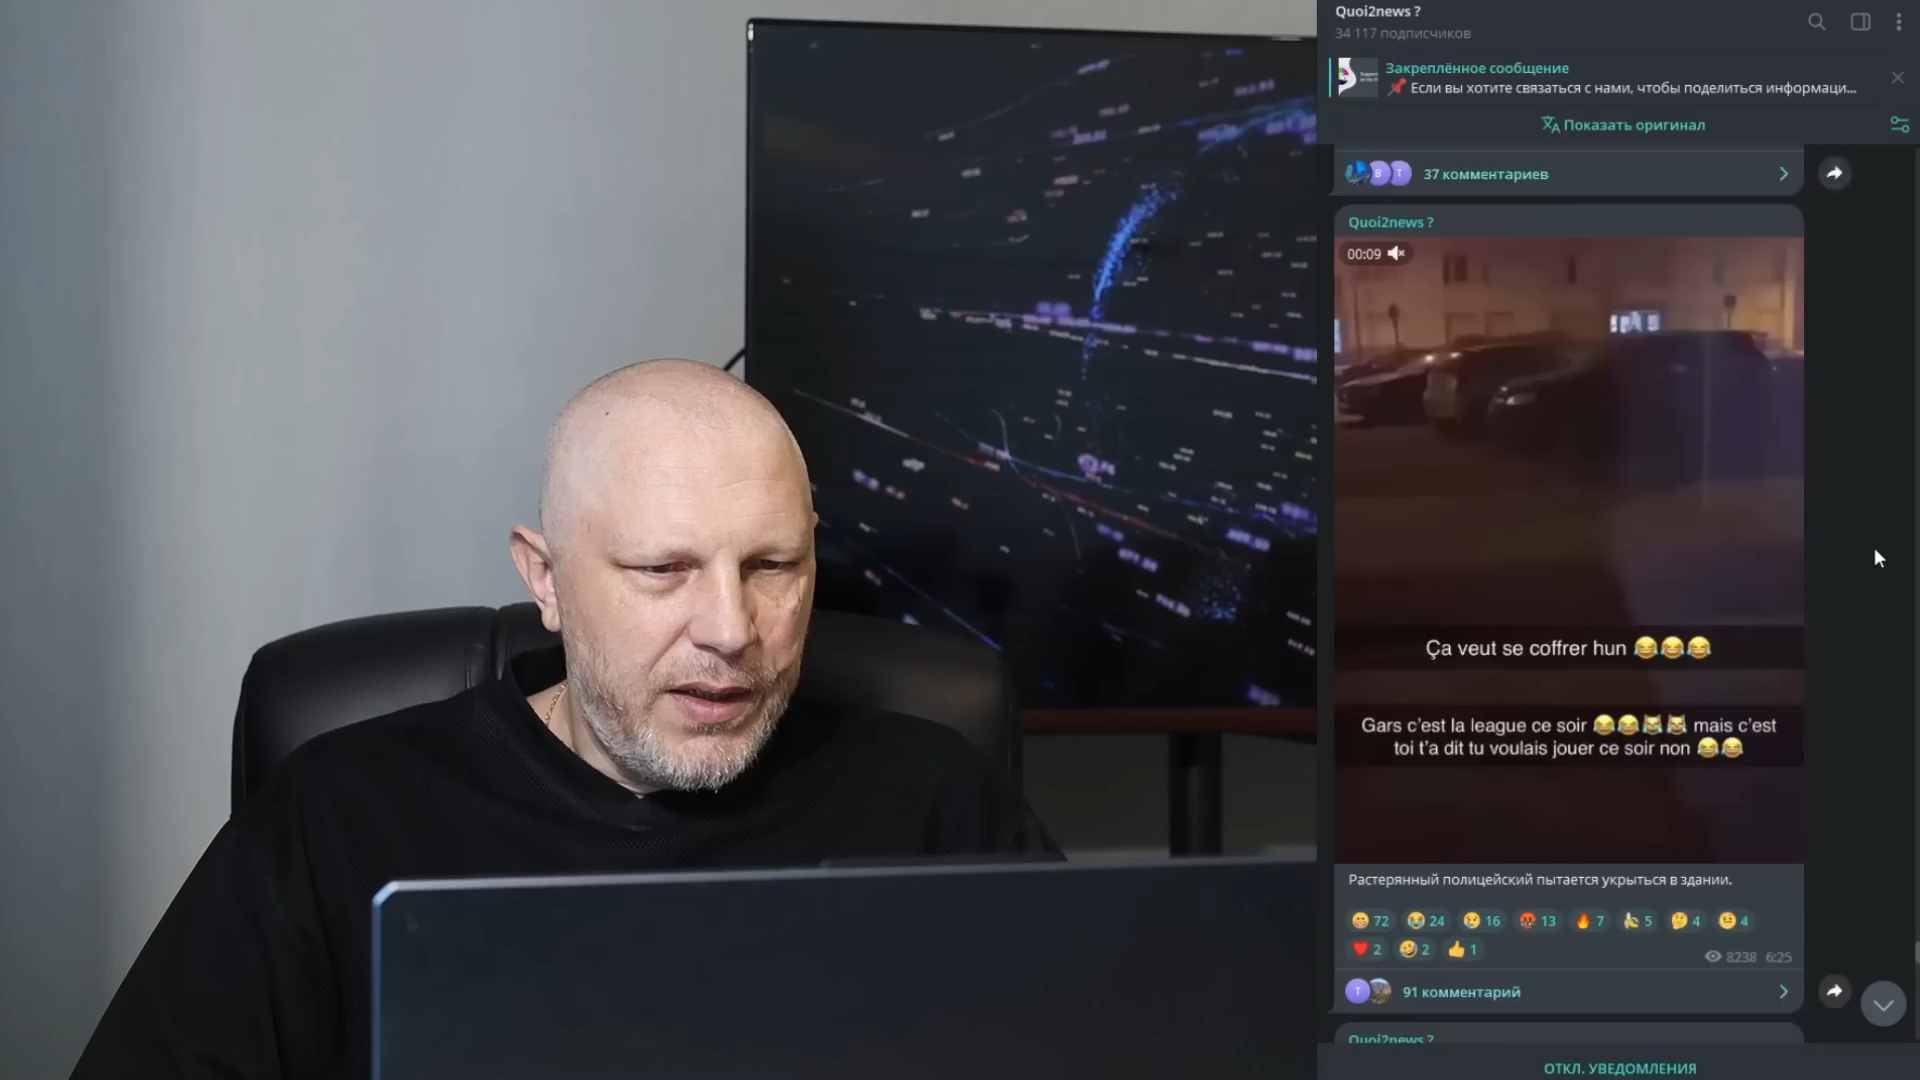 Quoi2news ?
34 117 подписчиков
Закреплённое сообщение
Если вы хотите связаться с нами, чтобы поделиться информаци...
Показать оригинал
В
Т
37 комментариев
Quoi2news ?
00:09
Ça veut se coffrer hun 😂😂😂
Gars c'est la league ce soir 😂😂😹😹 mais c'est
toi t'a dit tu voulais jouer ce soir non 😂😂
Растерянный полицейский пытается укрыться в здании.
72 24 16 13 7 5 4 4
2 2 1
8238 6:25
Т
91 комментарий
Quoi2news ?
ОТКЛ. УВЕДОМЛЕНИЯ